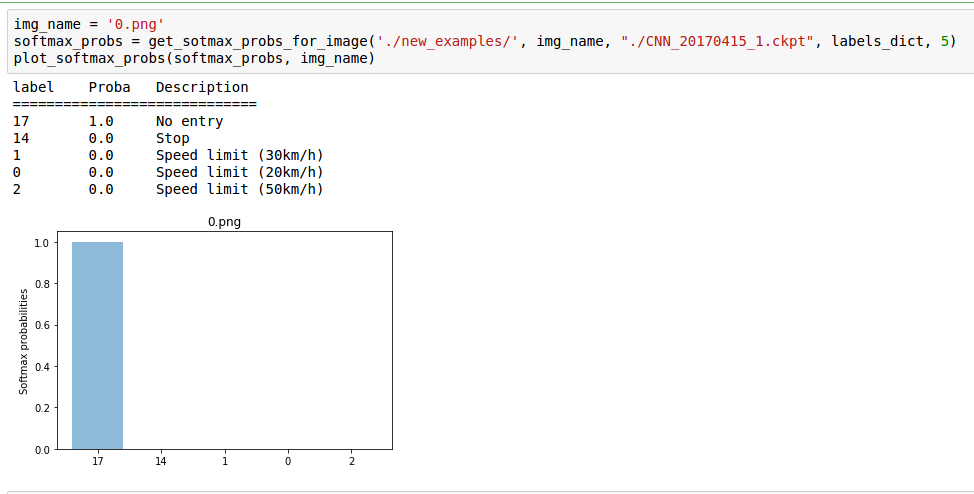 img_name = '0.png'
softmax_probs = get_sotmax_probs_for_image('./new_examples/', img_name, "./CNN_20170415_1.ckpt", labels_dict, 5)
plot_softmax_probs(softmax_probs, img_name)
label Proba Description
=============================
17 1.0 No entry
14 0.0 Stop
1 0.0 Speed limit (30km/h)
0 0.0 Speed limit (20km/h)
2 0.0 Speed limit (50km/h)
0.png
Softmax probabilities
1.0
0.8
0.6
0.4
0.2
0.0
17 14 1 0 2